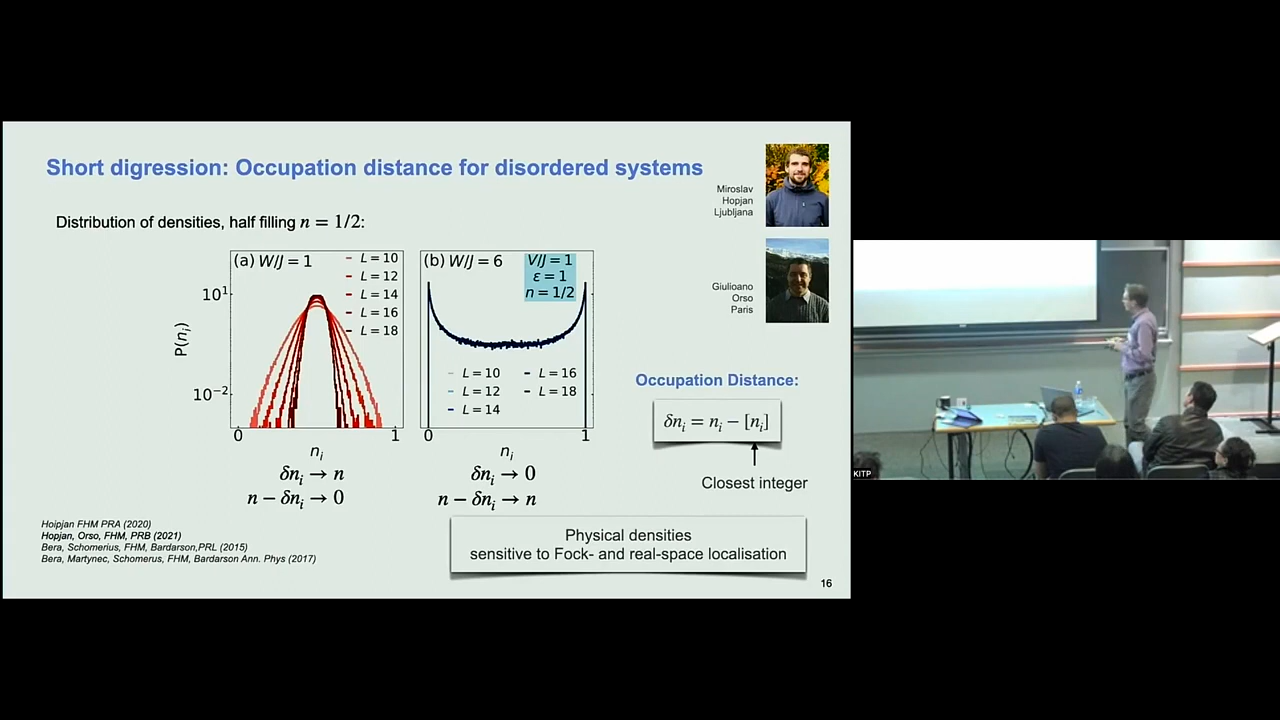 Short digression: Occupation distance for disordered systems
Miroslav
Hopjan
Ljubljana
Distribution of densities, half filling n = 1/2:
(a) W/J = 1
L = 10
L = 12
L = 14
L = 16
L = 18
10¹
10⁻²
P(nᵢ)
0
1
nᵢ
(b) W/J = 6
V/J = 1
ε = 1
n = 1/2
L = 10
L = 12
L = 14
L = 16
L = 18
0
1
nᵢ
Giulioano
Orso
Paris
δnᵢ → n
n − δnᵢ → 0
δnᵢ → 0
n − δnᵢ → n
Occupation Distance:
δnᵢ = nᵢ − [nᵢ]
Closest integer
Hoipjan FHM PRA (2020)
Hopjan, Orso, FHM, PRB (2021)
Bera, Schomerius, FHM, Bardarson,PRL (2015)
Bera, Martynec, Schomerus, FHM, Bardarson Ann. Phys (2017)
Physical densities
sensitive to Fock- and real-space localisation
16
KITP